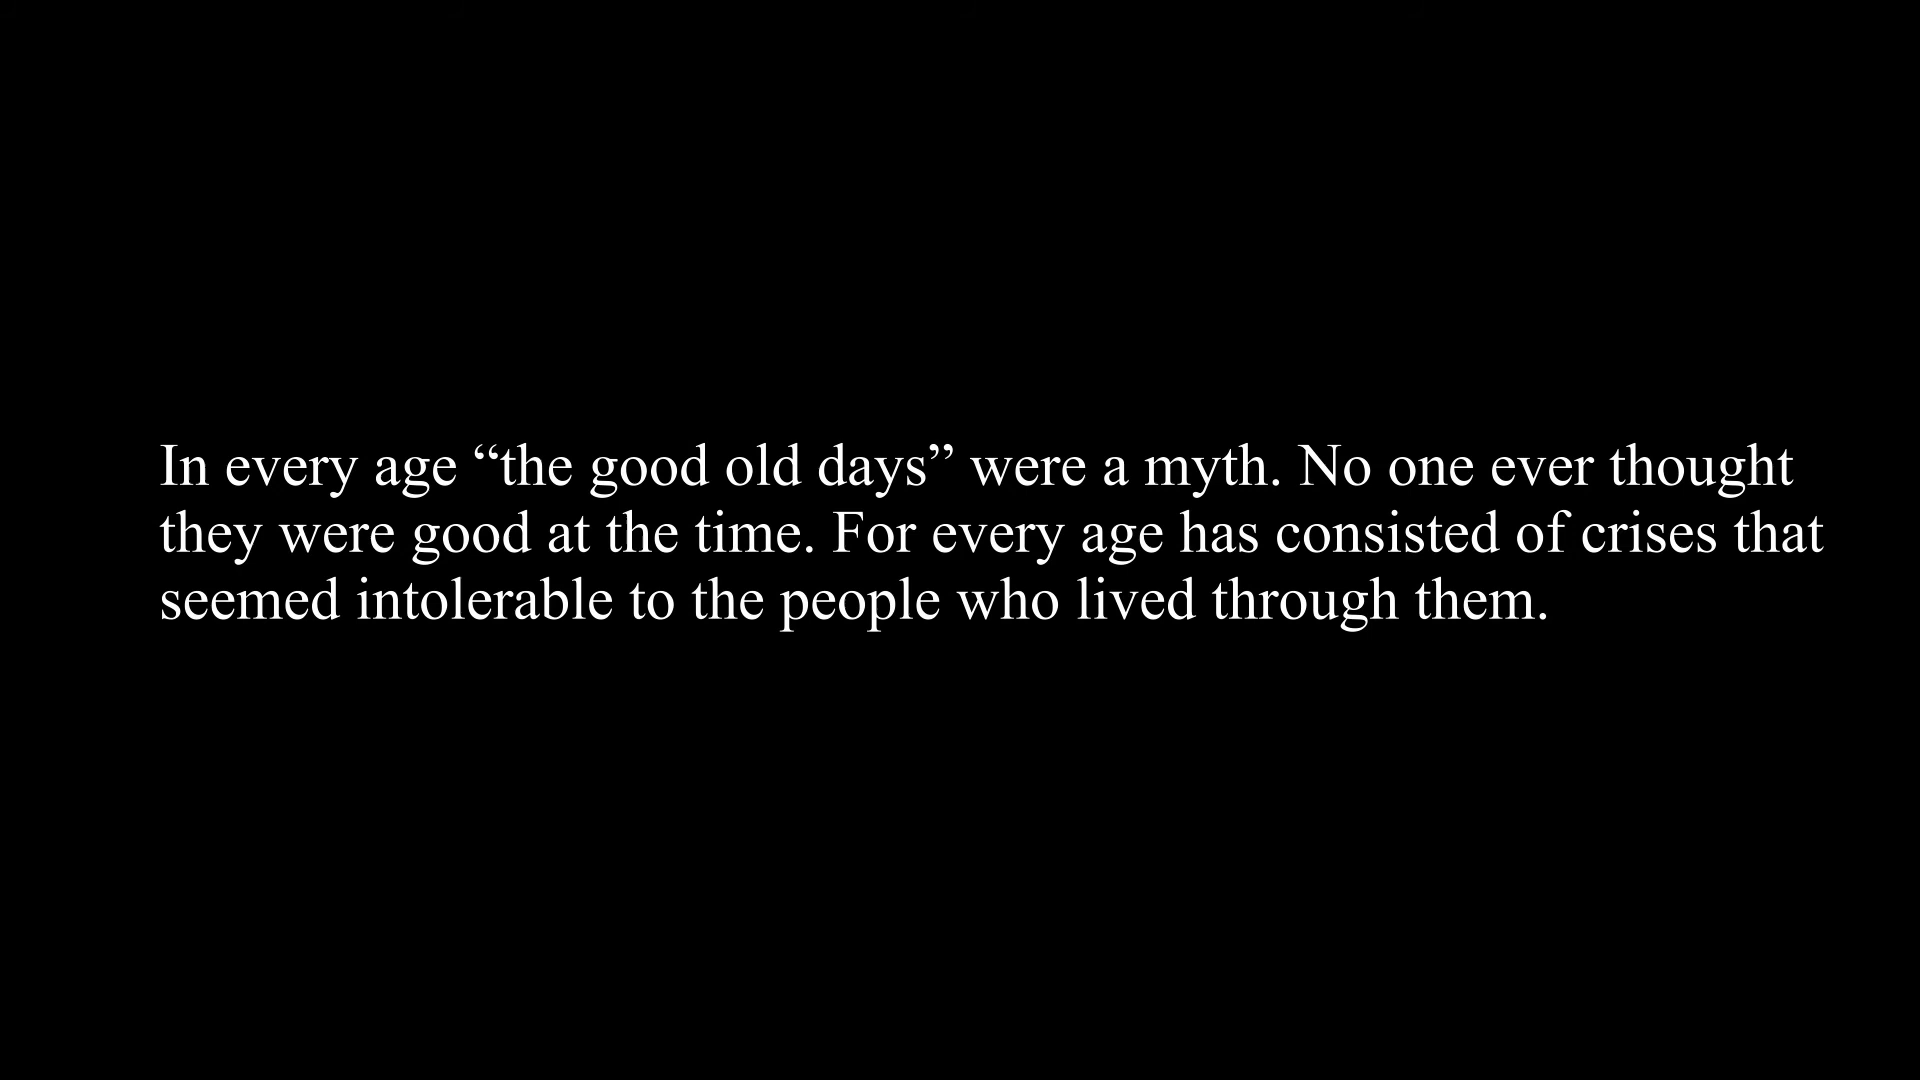 In every age “the good old days” were a myth. No one ever thought
they were good at the time. For every age has consisted of crises that
seemed intolerable to the people who lived through them.